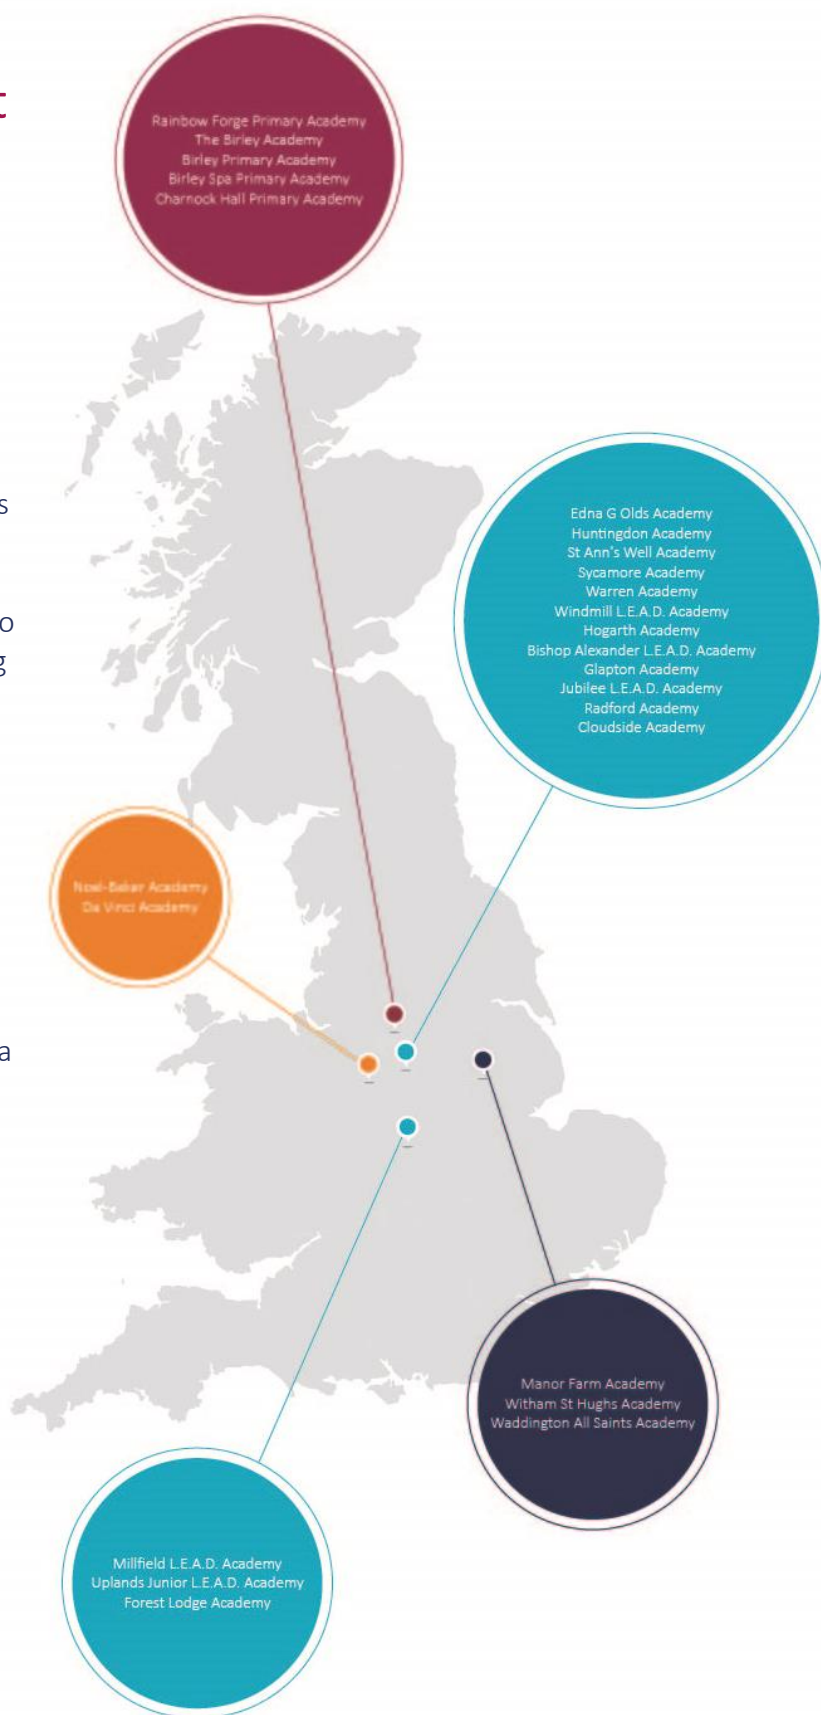 t
Rainbow Forge Primary Academy
The Birley Academy
Birley Primary Academy
Birley Spa Primary Academy
Charnock Hall Primary Academy
s
o
g
Edna G Olds Academy
Huntingdon Academy
St Ann's Well Academy
Sycamore Academy
Warren Academy
Windmill L.E.A.D. Academy
Hogarth Academy
Bishop Alexander L.E.A.D. Academy
Glapton Academy
Jubilee L.E.A.D. Academy
Radford Academy
Cloudside Academy
Noel-Baker Academy
Da Vinci Academy
a
Manor Farm Academy
Witham St Hughs Academy
Waddington All Saints Academy
Millfield L.E.A.D. Academy
Uplands Junior L.E.A.D. Academy
Forest Lodge Academy